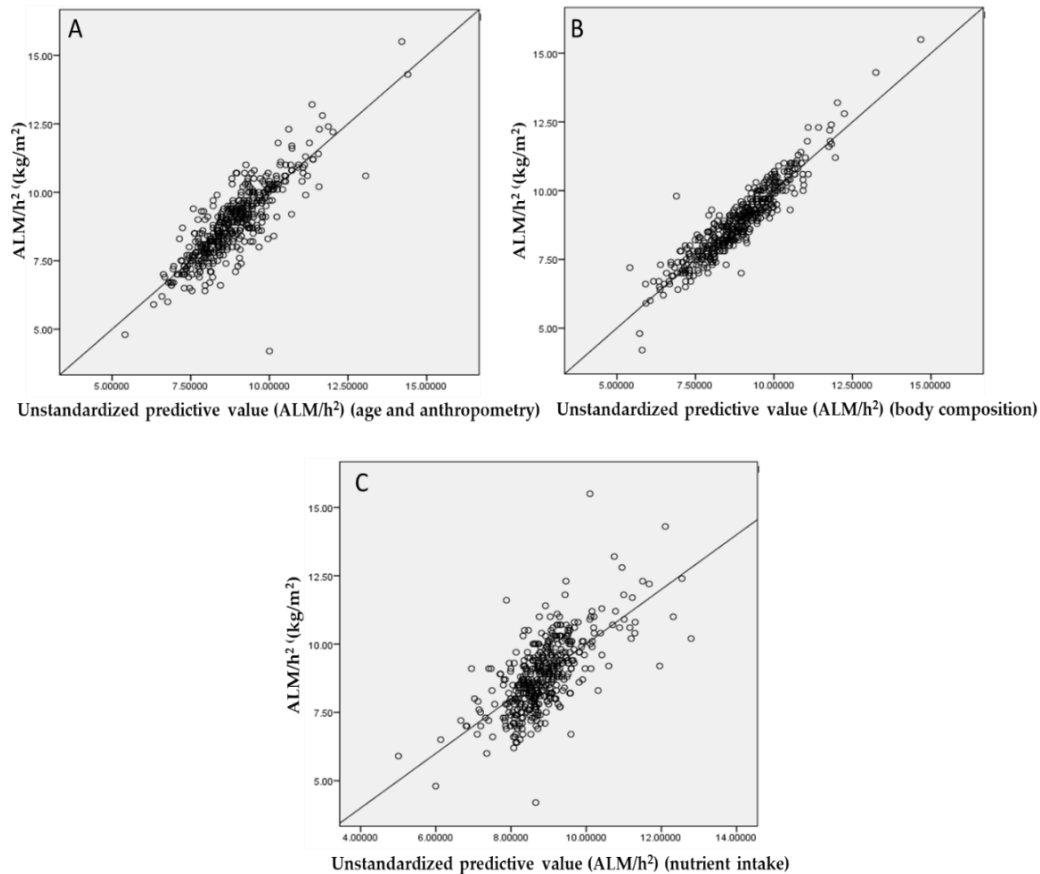 A
15.00
12.50
10.00
7.50
5.00
ALM/h² ‘(kg/m²)
5.00000 7.50000 10.00000 12.50000 15.00000
Unstandardized predictive value (ALM/h²) (age and anthropometry)
B
15.00
12.50
10.00
7.50
5.00
ALM/h² ‘(kg/m²)
5.00000 7.50000 10.00000 12.50000 15.00000
Unstandardized predictive value (ALM/h²) (body composition)
C
15.00
12.50
10.00
7.50
5.00
ALM/h² ‘(kg/m²)
4.00000 6.00000 8.00000 10.00000 12.00000 14.00000
Unstandardized predictive value (ALM/h²) (nutrient intake)